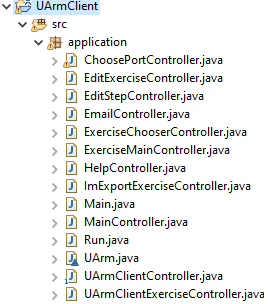 UArmClient
src
application
ChoosePortController.java
EditExerciseController.java
EditStepController.java
EmailController.java
ExerciseChooserController.java
ExerciseMainController.java
HelpController.java
ImExportExerciseController.java
Main.java
MainController.java
Run.java
UArm.java
UArmClientController.java
UArmClientExerciseController.java